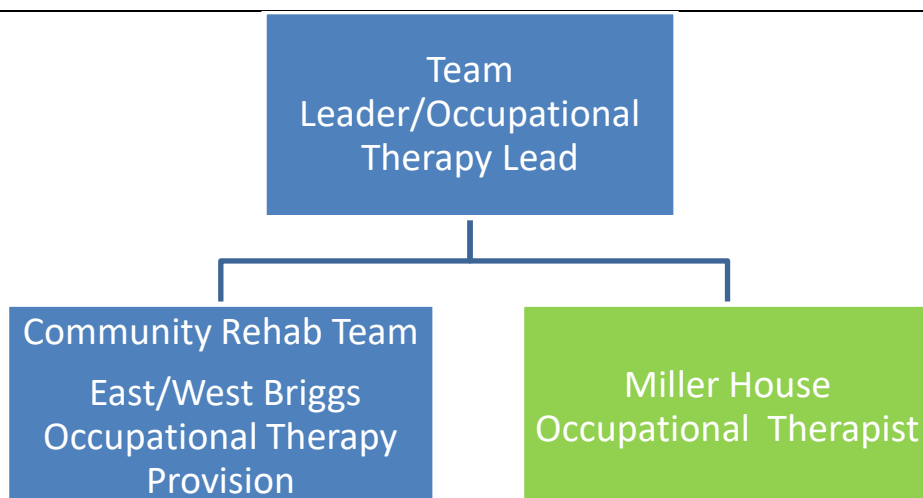 Team
Leader/Occupational
Therapy Lead
Community Rehab Team
East/West Briggs
Occupational Therapy
Provision
Miller House
Occupational  Therapist